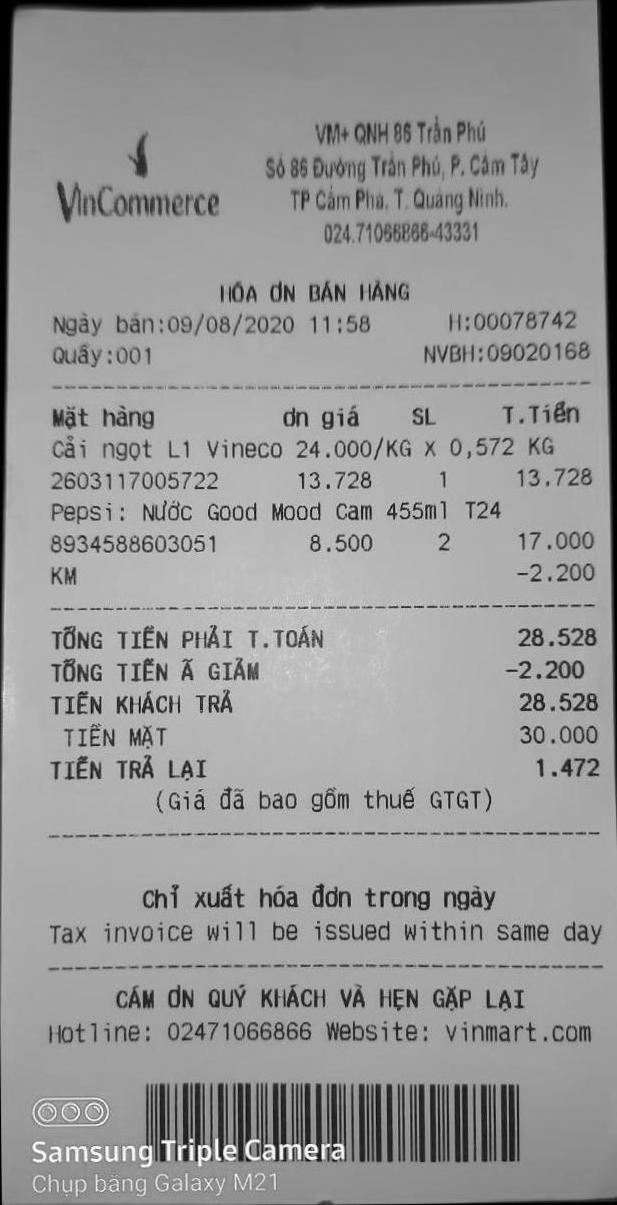 VinCommerce
VM+ QNH 86 Trần Phú
Số 86 Đường Trần Phú, P. Cẩm Tây
TP Cẩm Phả, T. Quảng Ninh.
024.71066866-43331
HÓA ƠN BÁN HÀNG
Ngày bán:09/08/2020 11:58 H:00078742
Quầy:001 NVBH:09020168
Mặt hàng ơn giá SL T.Tiền
Cải ngọt L1 Vineco 24.000/KG X 0,572 KG
2603117005722 13.728 1 13.728
Pepsi: Nước Good Mood Cam 455ml T24
8934588603051 8.500 2 17.000
KM -2.200
TỔNG TIỀN PHẢI T.TOÁN 28.528
TỔNG TIỀN Ã GIẢM -2.200
TIỀN KHÁCH TRẢ 28.528
TIỀN MẶT 30.000
TIỀN TRẢ LẠI 1.472
(Giá đã bao gồm thuế GTGT)
Chỉ xuất hóa đơn trong ngày
Tax invoice will be issued within same day
CÁM ƠN QUÝ KHÁCH VÀ HẸN GẶP LẠI
Hotline: 02471066866 Website: vinmart.com
Samsung Triple Camera
Chụp bằng Galaxy M21